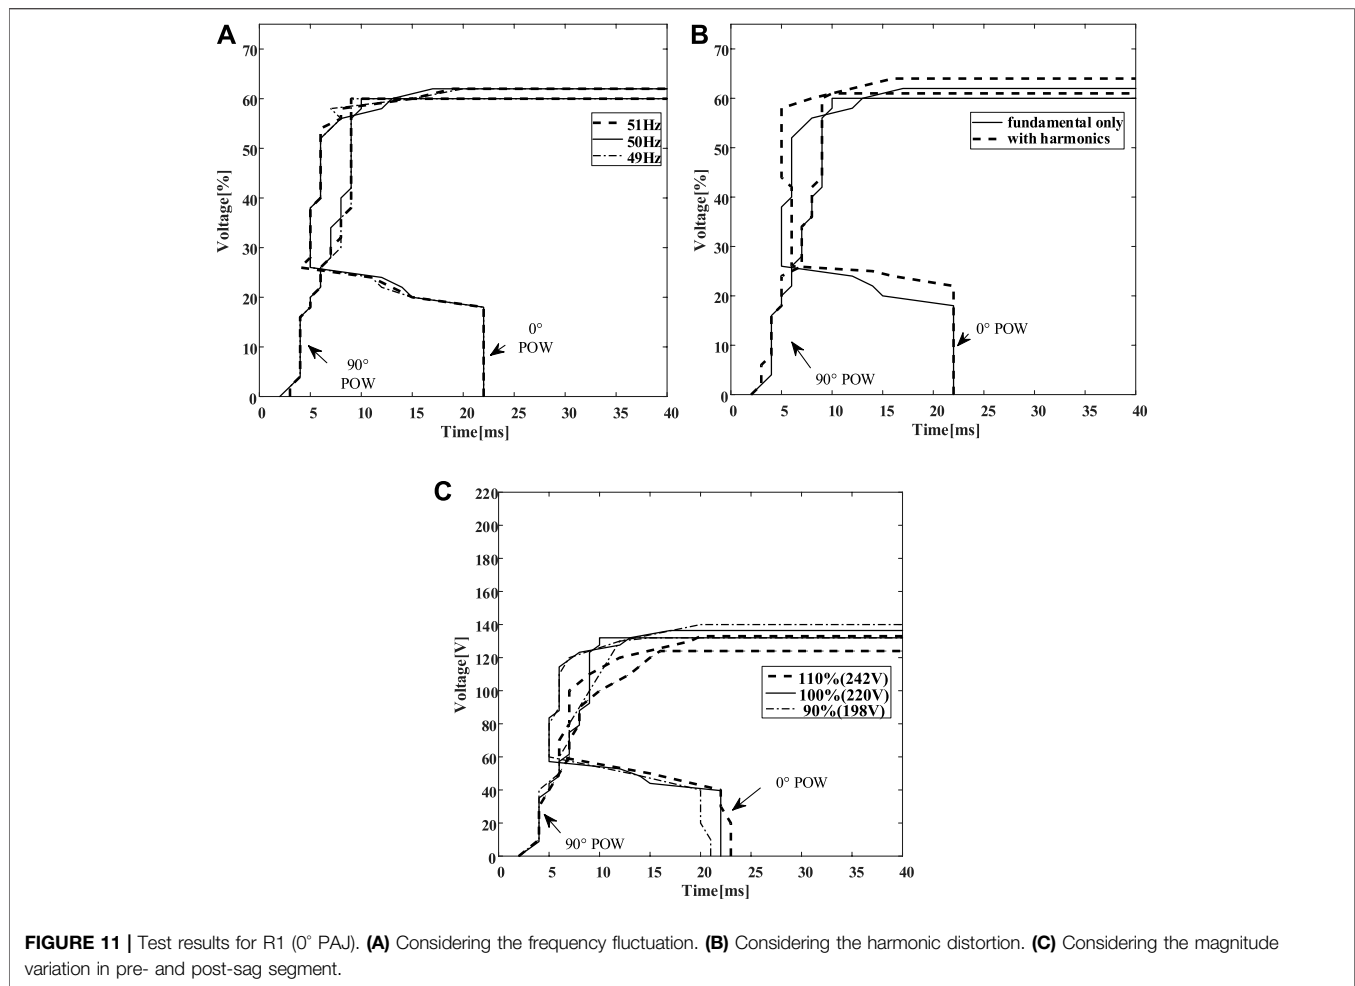 A
70
60
50
40
30
20
10
0
Voltage[%]
51Hz
50Hz
49Hz
0°
POW
90°
POW
0 5 10 15 20 25 30 35 40
Time[ms]
B
70
60
50
40
30
20
10
0
Voltage[%]
fundamental only
with harmonics
0° POW
90° POW
0 5 10 15 20 25 30 35 40
Time[ms]
C
220
200
180
160
140
120
100
80
60
40
20
0
Voltage[V]
110%(242V)
100%(220V)
90%(198V)
0° POW
90° POW
0 5 10 15 20 25 30 35 40
Time[ms]
FIGURE 11 | Test results for R1 (0° PAJ). (A) Considering the frequency fluctuation. (B) Considering the harmonic distortion. (C) Considering the magnitude
variation in pre- and post-sag segment.